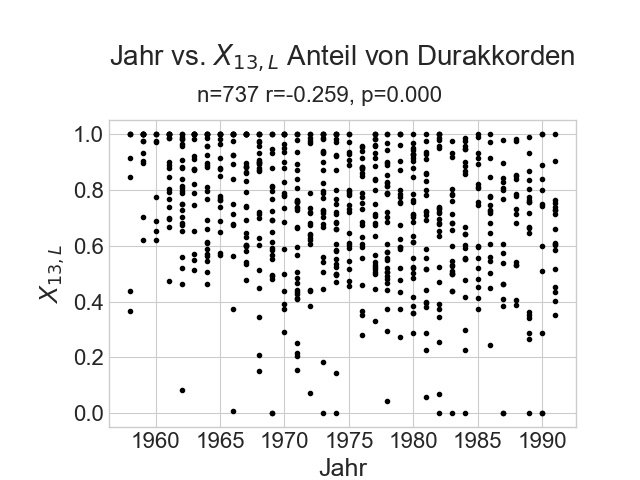 Jahr vs. X13,L Anteil von Durakkorden
n=737 r=-0.259, p=0.000
1.0
0.8
0.6
0.4
0.2
0.0
X13,L
1960 1965 1970 1975 1980 1985 1990
Jahr